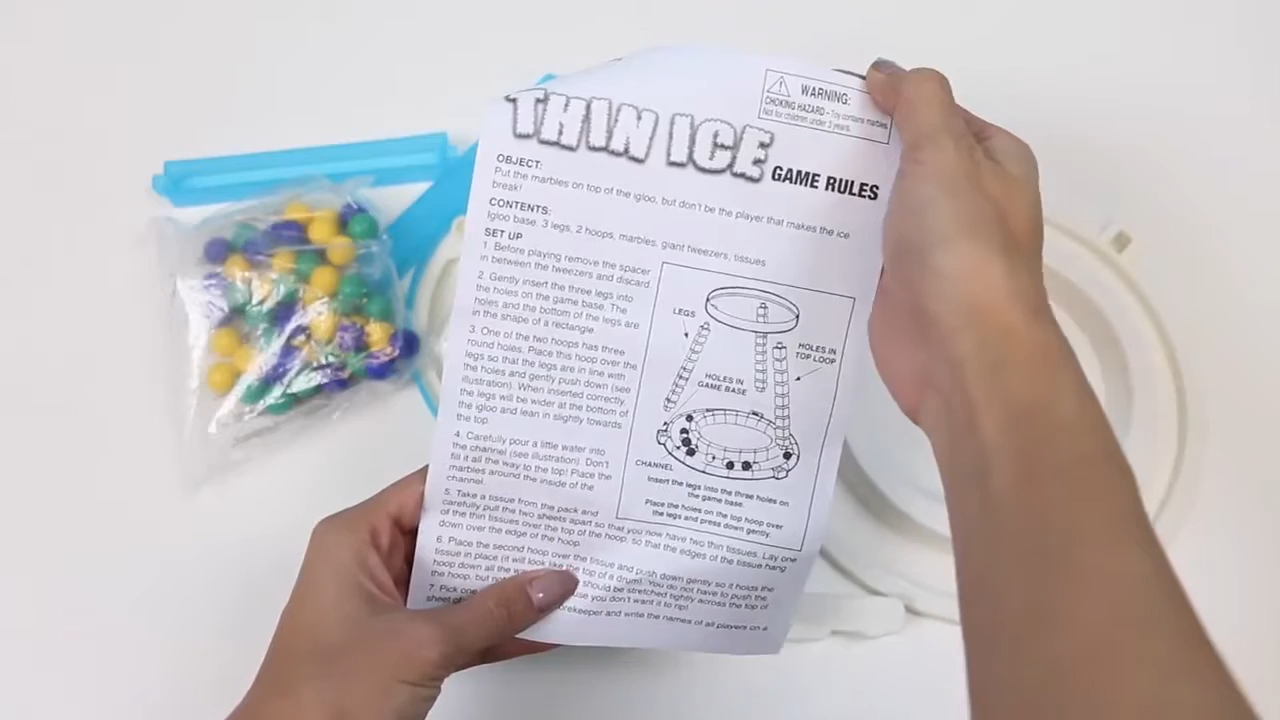 WARNING:
CHOKING HAZARD – Toy contains marbles.
Not for children under 3 years.
THIN ICE
GAME RULES
OBJECT:
Put the marbles on top of the igloo, but don't be the player that makes the ice
break!
CONTENTS:
Igloo base, 3 legs, 2 hoops, marbles, giant tweezers, tissues
SET UP
1. Before playing remove the spacer
in between the tweezers and discard.
2. Gently insert the three legs into
the holes on the game base. The
holes and the bottom of the legs are
in the shape of a rectangle.
3. One of the two hoops has three
round holes. Place this hoop over the
legs so that the legs are in line with
the holes and gently push down (see
illustration). When inserted correctly,
the legs will be wider at the bottom of
the igloo and lean in slightly towards
the top.
4. Carefully pour a little water into
the channel (see illustration). Don't
fill it all the way to the top! Place the
marbles around the inside of the
channel.
5. Take a tissue from the pack and
carefully pull the two sheets apart so that you now have two thin tissues. Lay one
of the thin tissues over the top of the hoop, so that the edges of the tissue hang
down over the edge of the hoop.
6. Place the second hoop over the tissue and push down gently so it holds the
tissue in place (it will look like the top of a drum). You do not have to push the
hoop down all the should be stretched tightly across the top of
the hoop, but you don't want it to rip!
7. Pick one and write the names of all players on a
sheet of
LEGS
HOLES IN
TOP LOOP
HOLES IN
GAME BASE
CHANNEL
Insert the legs into the three holes on
the game base.
Place the holes on the top hoop over
the legs and press down gently.